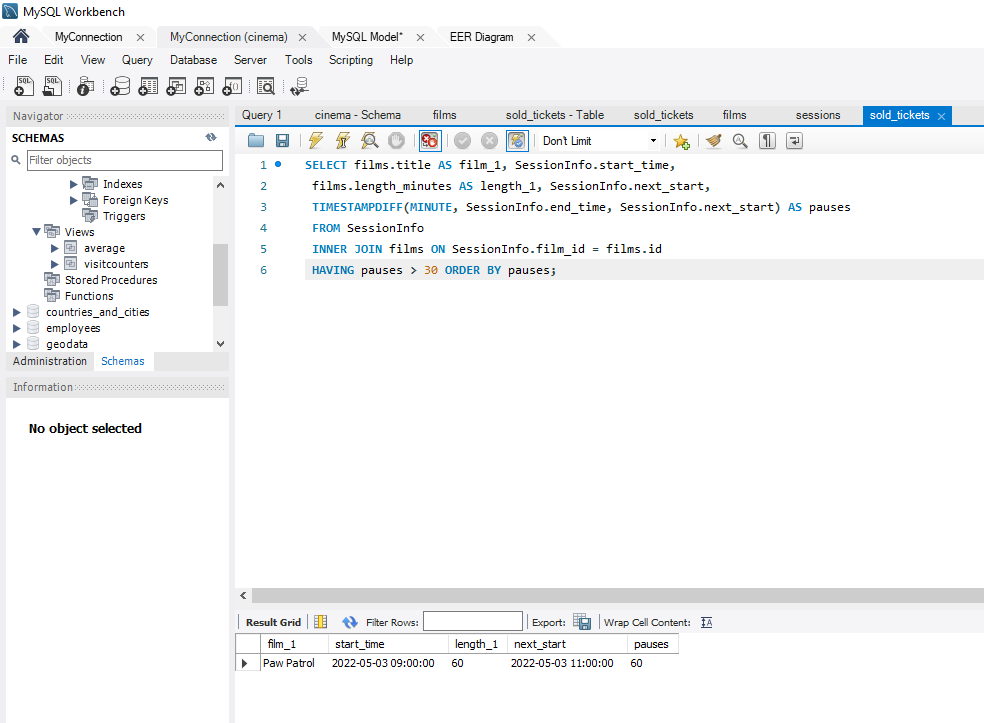 MySQL Workbench
MyConnection
MyConnection (cinema)
MySQL Model*
EER Diagram
File Edit View Query Database Server Tools Scripting Help
Navigator
SCHEMAS
Filter objects
Indexes
Foreign Keys
Triggers
Views
average
visitcounters
Stored Procedures
Functions
countries_and_cities
employees
geodata
Administration Schemas
Information
No object selected
Query 1 cinema - Schema films sold_tickets - Table sold_tickets films sessions sold_tickets
Don't Limit
1 SELECT films.title AS film_1, SessionInfo.start_time,
2 films.length_minutes AS length_1, SessionInfo.next_start,
3 TIMESTAMPDIFF(MINUTE, SessionInfo.end_time, SessionInfo.next_start) AS pauses
4 FROM SessionInfo
5 INNER JOIN films ON SessionInfo.film_id = films.id
6 HAVING pauses > 30 ORDER BY pauses;
Result Grid Filter Rows: Export: Wrap Cell Content:
film_1 start_time length_1 next_start pauses
Paw Patrol 2022-05-03 09:00:00 60 2022-05-03 11:00:00 60